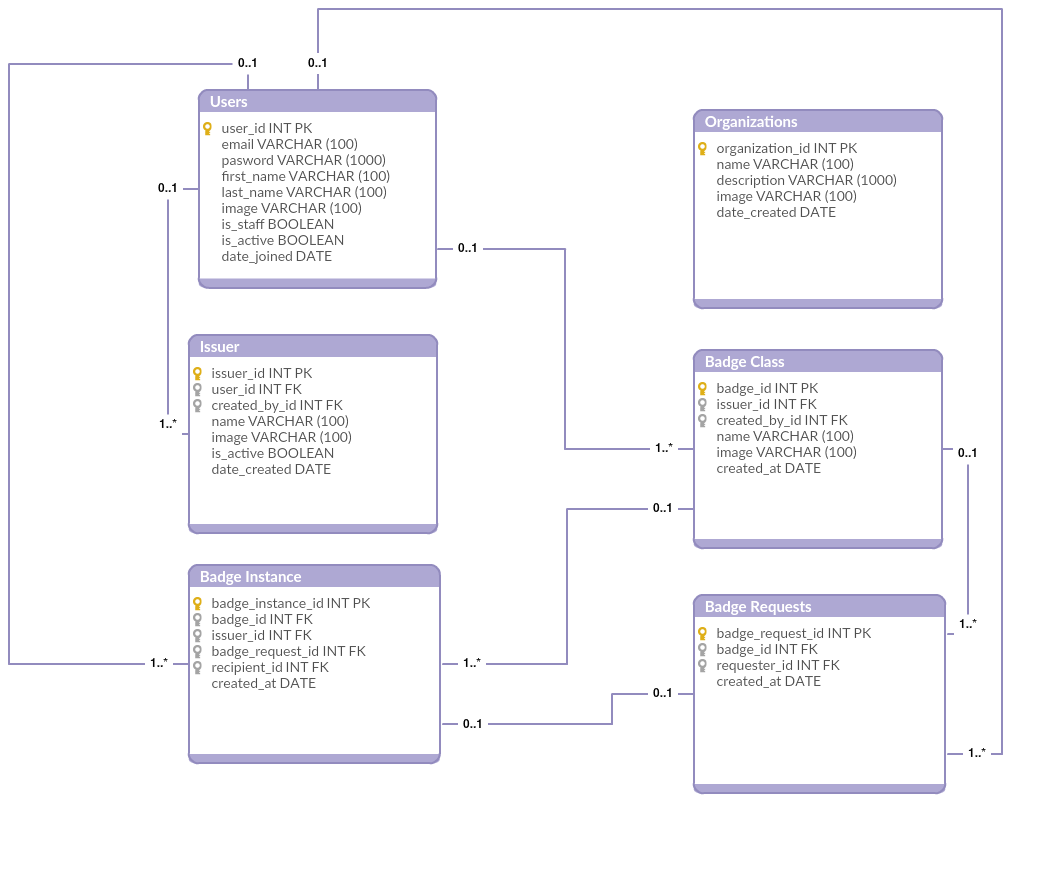 0..1
0..1
Users
user_id INT PK
email VARCHAR (100)
pasword VARCHAR (1000)
first_name VARCHAR (100)
last_name VARCHAR (100)
image VARCHAR (100)
is_staff BOOLEAN
is_active BOOLEAN
date_joined DATE
0..1
0..1
Organizations
organization_id INT PK
name VARCHAR (100)
description VARCHAR (1000)
image VARCHAR (100)
date_created DATE
Issuer
issuer_id INT PK
user_id INT FK
created_by_id INT FK
name VARCHAR (100)
image VARCHAR (100)
is_active BOOLEAN
date_created DATE
1..*
Badge Class
badge_id INT PK
issuer_id INT FK
created_by_id INT FK
name VARCHAR (100)
image VARCHAR (100)
created_at DATE
1..*
0..1
0..1
Badge Instance
badge_instance_id INT PK
badge_id INT FK
issuer_id INT FK
badge_request_id INT FK
recipient_id INT FK
created_at DATE
1..*
1..*
0..1
Badge Requests
badge_request_id INT PK
badge_id INT FK
requester_id INT FK
created_at DATE
1..*
0..1
1..*